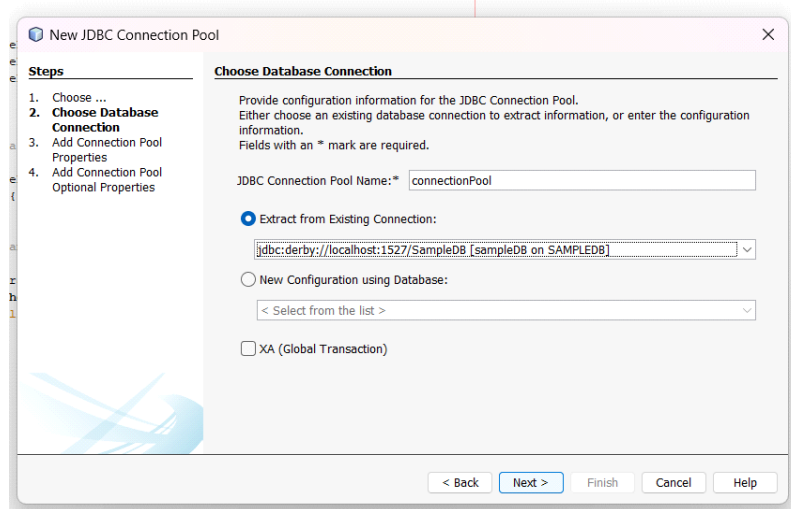 New JDBC Connection Pool
Steps
1. Choose ...
2. Choose Database
Connection
3. Add Connection Pool
Properties
4. Add Connection Pool
Optional Properties
Choose Database Connection
Provide configuration information for the JDBC Connection Pool.
Either choose an existing database connection to extract information, or enter the configuration
information.
Fields with an * mark are required.
JDBC Connection Pool Name:* connectionPool
Extract from Existing Connection:
jdbc:derby://localhost:1527/SampleDB [sampleDB on SAMPLEDB]
New Configuration using Database:
< Select from the list >
XA (Global Transaction)
< Back Next > Finish Cancel Help